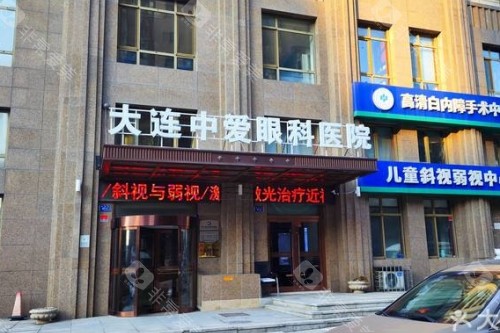 大连中爱眼科医院
/斜视与弱视/激光治疗近视
高清白内障手术中
儿童斜视弱视中